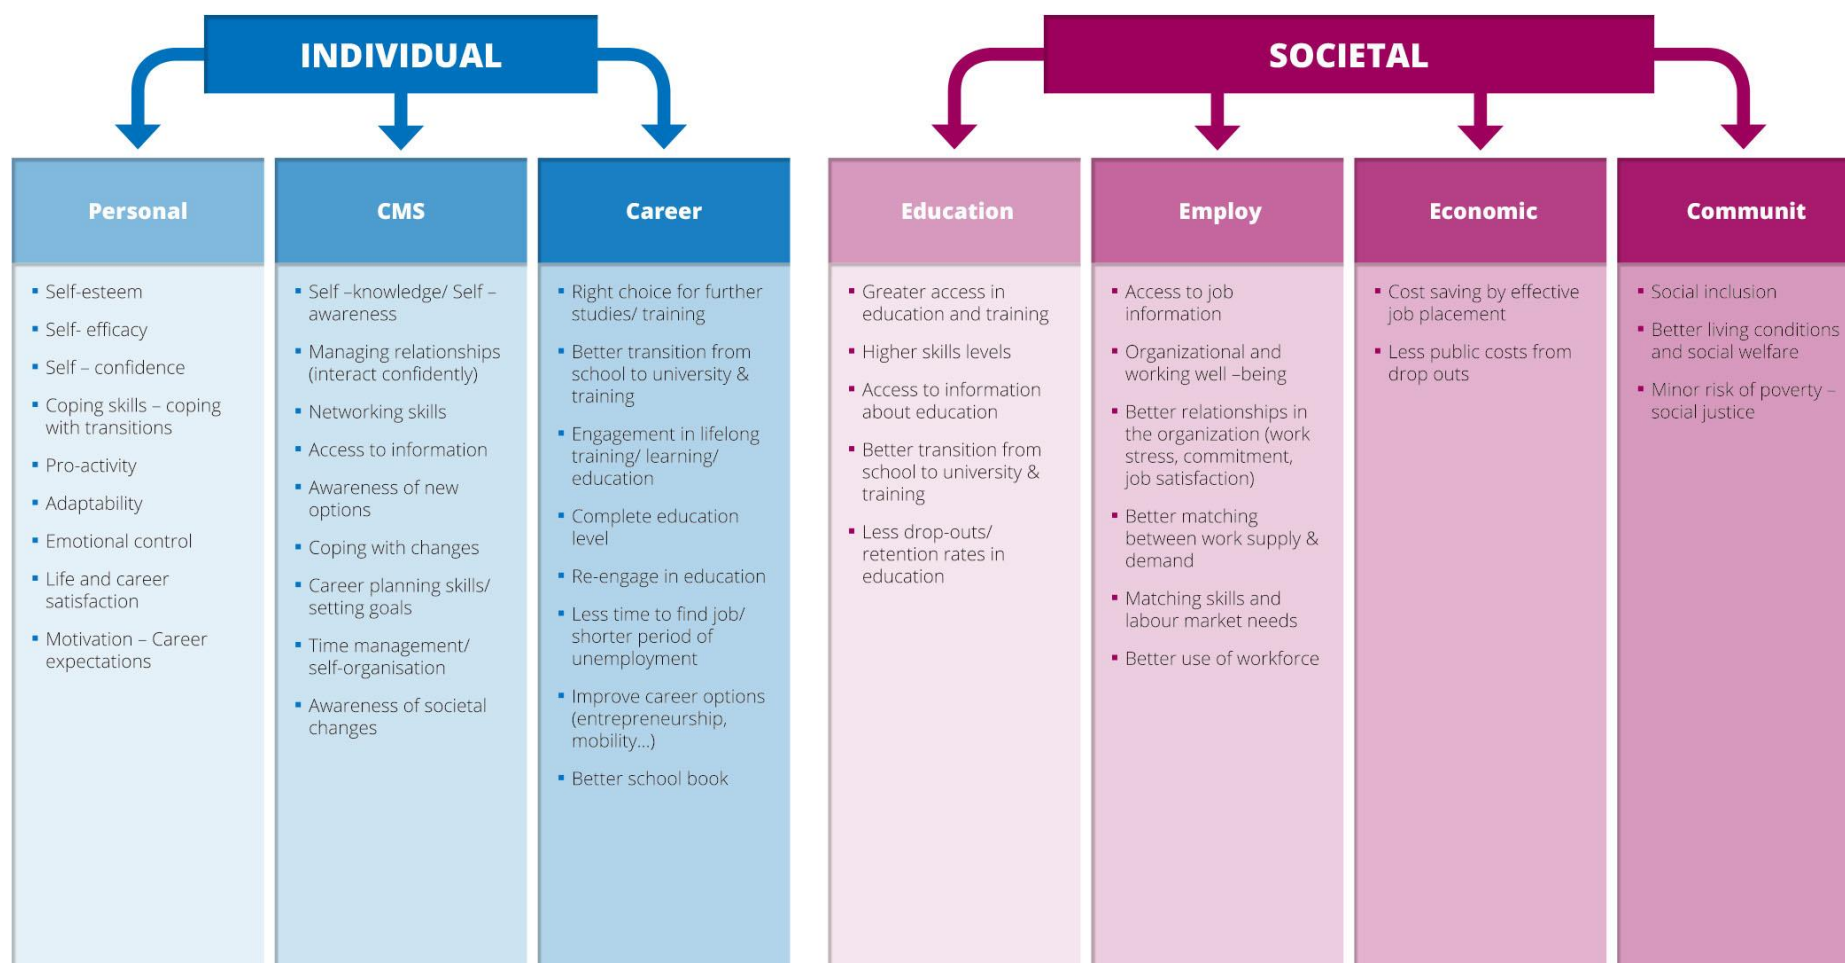 INDIVIDUAL
SOCIETAL
Personal
Self-esteem
Self- efficacy
Self – confidence
Coping skills – coping
with transitions
Pro-activity
Adaptability
Emotional control
Life and career
satisfaction
Motivation – Career
expectations
CMS
Self –knowledge/ Self –
awareness
Managing relationships
(interact confidently)
Networking skills
Access to information
Awareness of new
options
Coping with changes
Career planning skills/
setting goals
Time management/
self-organisation
Awareness of societal
changes
Career
Right choice for further
studies/ training
Better transition from
school to university &
training
Engagement in lifelong
training/ learning/
education
Complete education
level
Re-engage in education
Less time to find job/
shorter period of
unemployment
Improve career options
(entrepreneurship,
mobility...)
Better school book
Education
Greater access in
education and training
Higher skills levels
Access to information
about education
Better transition from
school to university &
training
Less drop-outs/
retention rates in
education
Employ
Access to job
information
Organizational and
working well –being
Better relationships in
the organization (work
stress, commitment,
job satisfaction)
Better matching
between work supply &
demand
Matching skills and
labour market needs
Better use of workforce
Economic
Cost saving by effective
job placement
Less public costs from
drop outs
Communit
Social inclusion
Better living conditions
and social welfare
Minor risk of poverty –
social justice